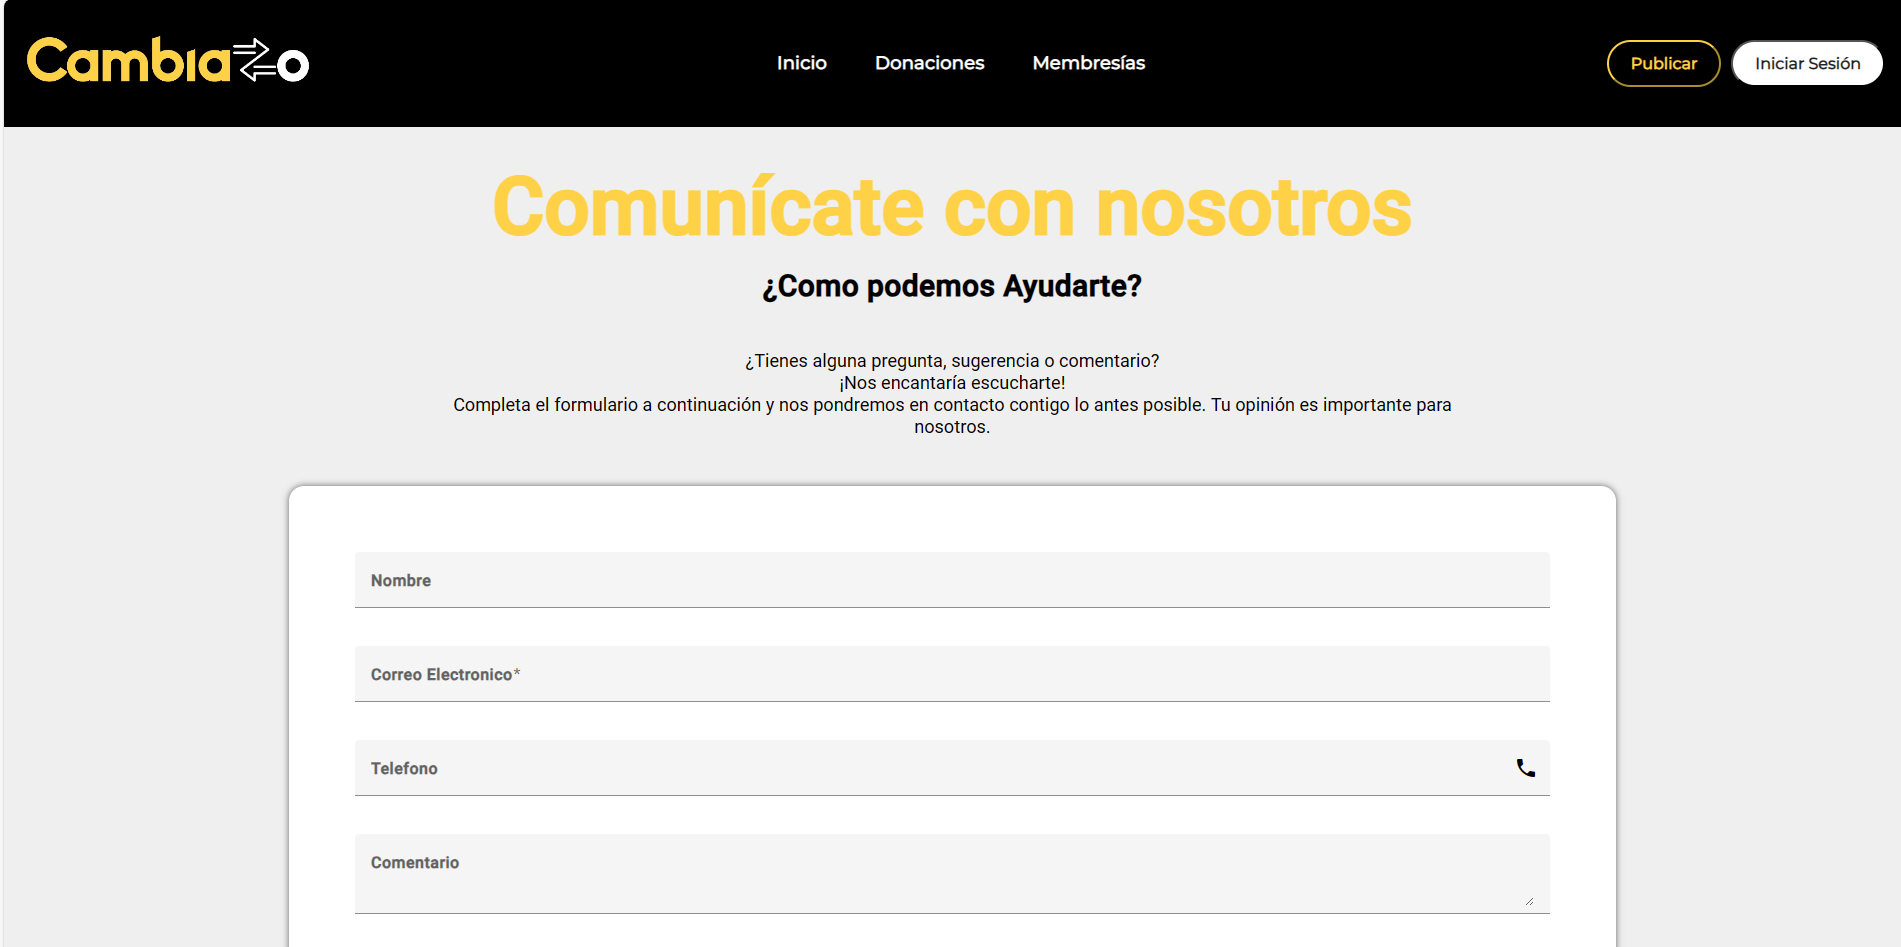 Cambiazo
Inicio Donaciones Membresías
Publicar Iniciar Sesión
Comunícate con nosotros
¿Como podemos Ayudarte?
¿Tienes alguna pregunta, sugerencia o comentario?
¡Nos encantaría escucharte!
Completa el formulario a continuación y nos pondremos en contacto contigo lo antes posible. Tu opinión es importante para
nosotros.
Nombre
Correo Electronico*
Telefono
Comentario